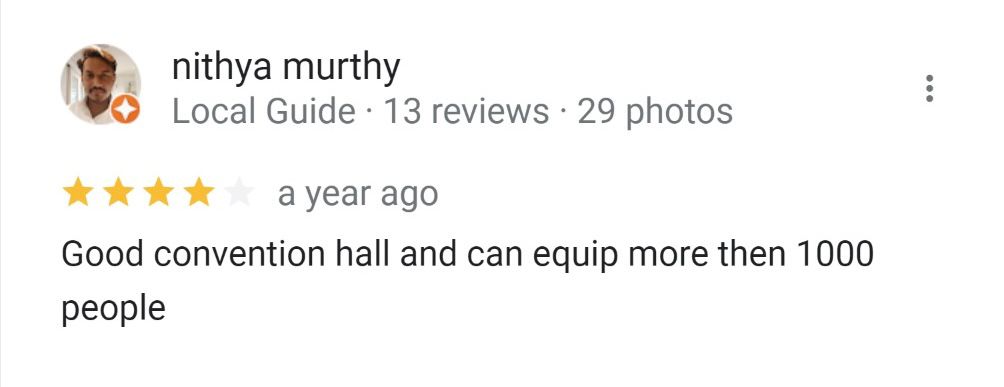 nithya murthy
Local Guide · 13 reviews · 29 photos
a year ago
Good convention hall and can equip more then 1000
people